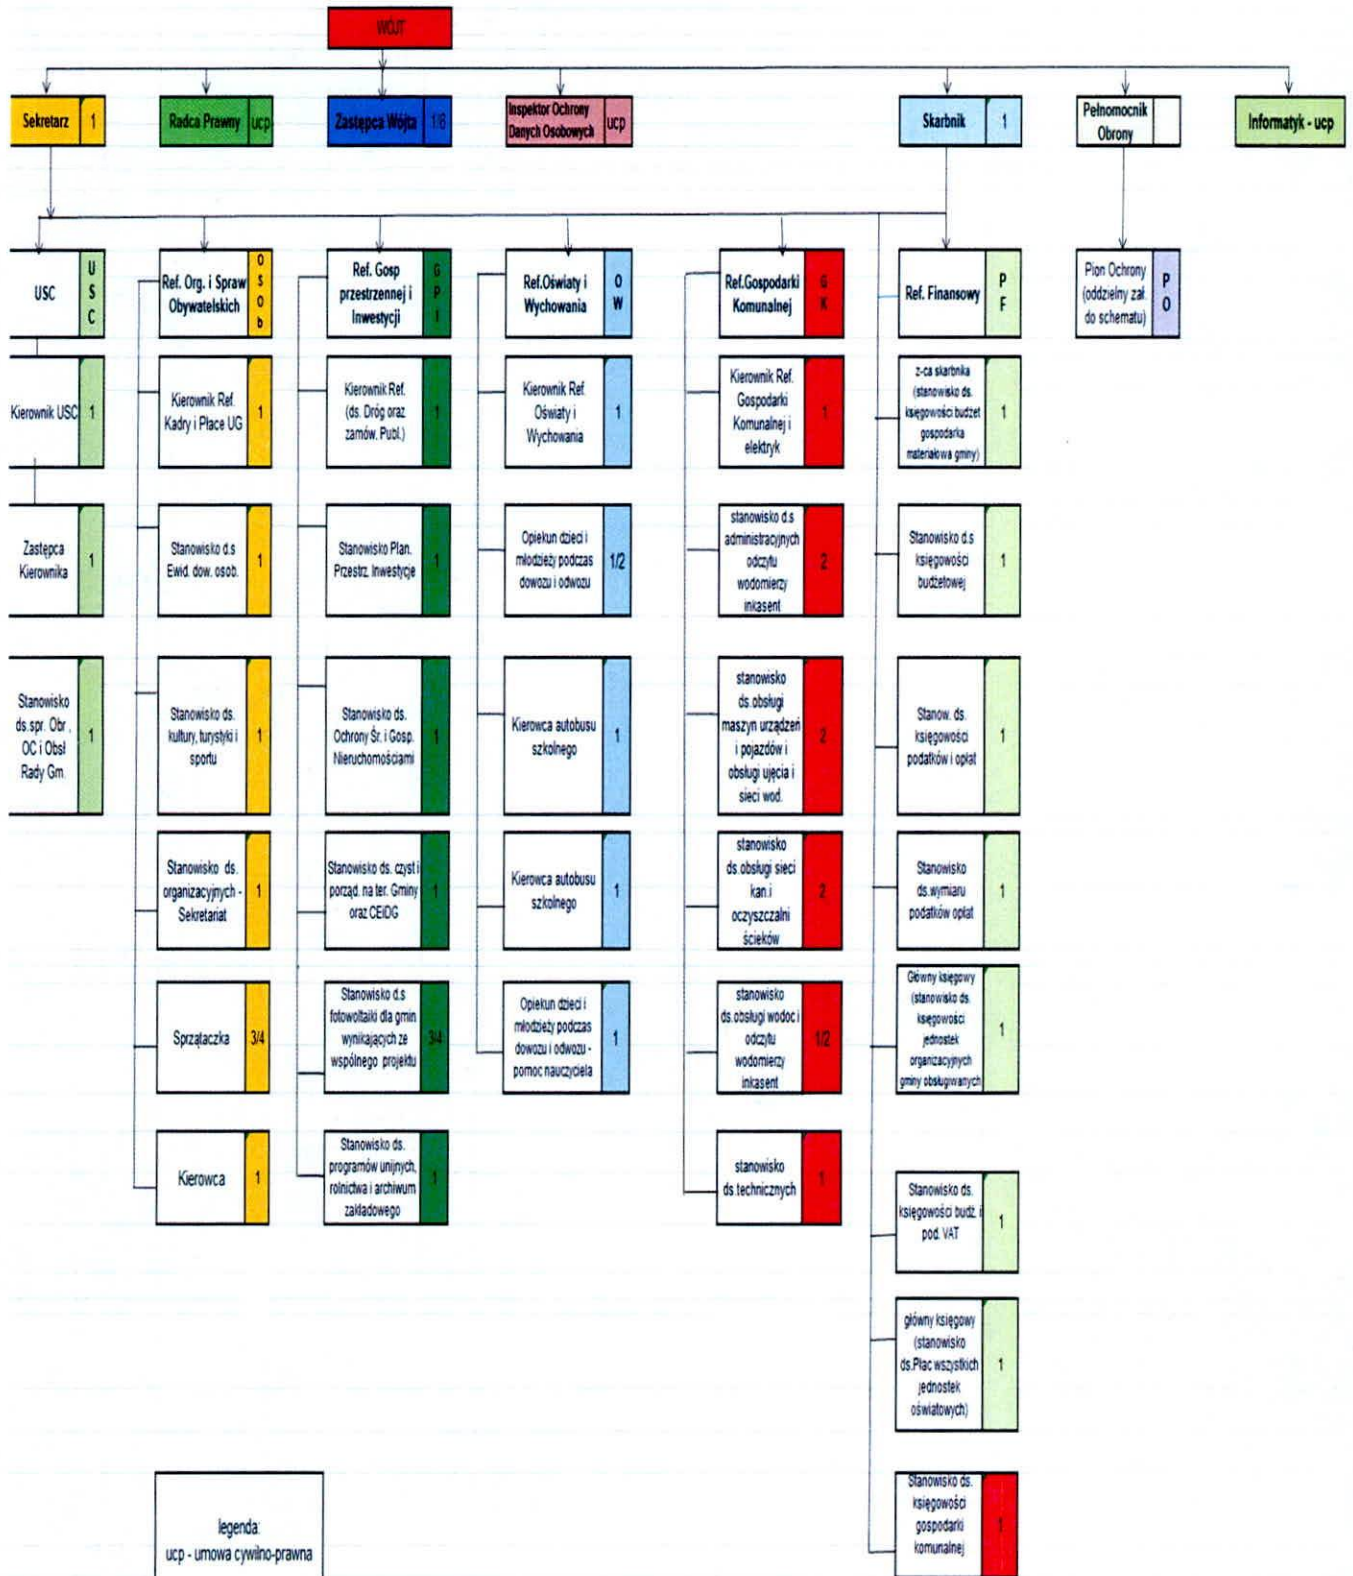 WÓJT
Sekretarz 1
Radca Prawny ucp
Zastępca Wójta 1/6
Inspektor Ochrony
Danych Osobowych ucp
Skarbnik 1
Pełnomocnik
Obrony
Informatyk - ucp
USC
U
S
C
Ref. Org. i Spraw
Obywatelskich
O
S
O
b
Ref. Gosp
przestrzennej i
Inwestycji
G
P
I
Ref.Oświaty i
Wychowania
O
W
Ref.Gospodarki
Komunalnej
G
K
Ref. Finansowy
P
F
Pion Ochrony
(oddzielny zał.
do schematu)
P
O
Kierownik USC 1
Kierownik Ref.
Kadry i Płace UG 1
Kierownik Ref.
(ds. Dróg oraz
zamów. Publ.) 1
Kierownik Ref.
Oświaty i
Wychowania 1
Kierownik Ref.
Gospodarki
Komunalnej i
elektryk 1
z-ca skarbnika
(stanowisko ds.
księgowości budżet
gospodarka
materiałowa gminy) 1
Zastępca
Kierownika 1
Stanowisko d.s
Ewid. dow. osob. 1
Stanowisko Plan.
Przestrz. Inwestycje 1
Opiekun dzieci i
młodzieży podczas
dowozu i odwozu 1/2
stanowisko d.s
administracyjnych
odczytu
wodomierzy
inkasent 2
Stanowisko d.s
księgowości
budżetowej 1
Stanowisko
ds.spr. Obr ,
OC i Obsł
Rady Gm. 1
Stanowisko ds.
kultury, turystyki i
sportu 1
Stanowisko ds.
Ochrony Śr. i Gosp.
Nieruchomościami 1
Kierowca autobusu
szkolnego 1
stanowisko
ds.obsługi
maszyn urządzeń
i pojazdów i
obsługi ujęcia i
sieci wod. 2
Stanow. ds.
księgowości
podatków i opłat 1
Stanowisko ds.
organizacyjnych -
Sekretariat 1
Stanowisko ds. czyst i
porząd. na ter. Gminy
oraz CEiDG 1
Kierowca autobusu
szkolnego 1
stanowisko
ds.obsługi sieci
kan.i
oczyszczalni
ścieków 2
Stanowisko
ds.wymiaru
podatków opłat 1
Sprzątaczka 3/4
Stanowisko d.s
fotowoltaiki dla gmin
wynikających ze
wspólnego projektu 3/4
Opiekun dzieci i
młodzieży podczas
dowozu i odwozu -
pomoc nauczyciela 1
stanowisko
ds.obsługi wodoc i
odczytu
wodomierzy
inkasent 1/2
Główny księgowy
(stanowisko ds.
księgowości
jednostek
organizacyjnych
gminy obsługiwanych 1
Kierowca 1
Stanowisko ds.
programów unijnych,
rolnictwa i archiwum
zakładowego 1
stanowisko
ds.technicznych 1
Stanowisko ds.
księgowości budż. i
pod. VAT 1
główny księgowy
(stanowisko
ds.Płac wszystkich
jednostek
oświatowych) 1
Stanowisko ds.
księgowości
gospodarki
komunalnej 1
legenda:
ucp - umowa cywilno-prawna